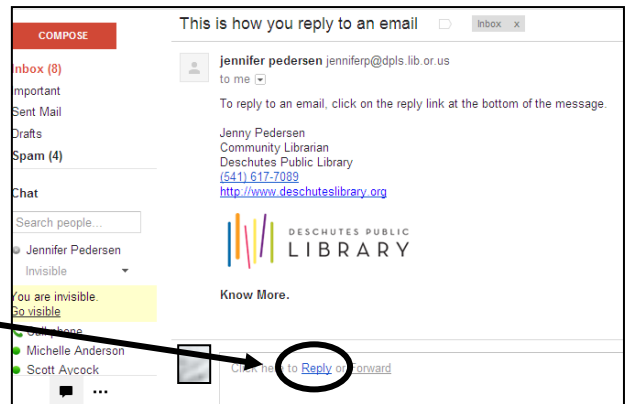 COMPOSE
Inbox (8)
mportant
Sent Mail
Drafts
Spam (4)
Chat
Search people...
Jennifer Pedersen
Invisible
You are invisible.
Go visible
Call phone
Michelle Anderson
Scott Aycock
This is how you reply to an email
Inbox x
jennifer pedersen jenniferp@dpls.lib.or.us
to me
To reply to an email, click on the reply link at the bottom of the message.
Jenny Pedersen
Community Librarian
Deschutes Public Library
(541) 617-7089
http://www.deschuteslibrary.org
DESCHUTES PUBLIC
LIBRARY
Know More.
Click here to Reply or Forward